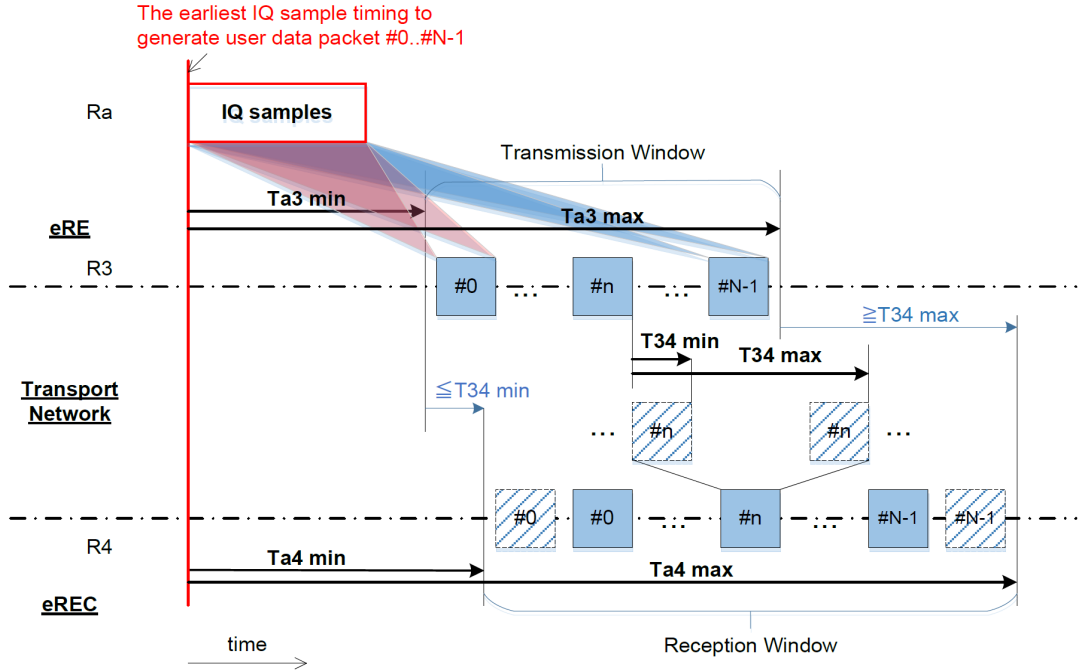 The earliest IQ sample timing to
generate user data packet #0..#N-1
Ra
IQ samples
Transmission Window
Ta3 min
Ta3 max
eRE
R3
#0
...
#n
...
#N-1
≧T34 max
T34 min
T34 max
Transport
Network
≦T34 min
...
#n
#n
...
#0
#0
...
#n
...
#N-1
#N-1
R4
Ta4 min
Ta4 max
eREC
time
Reception Window